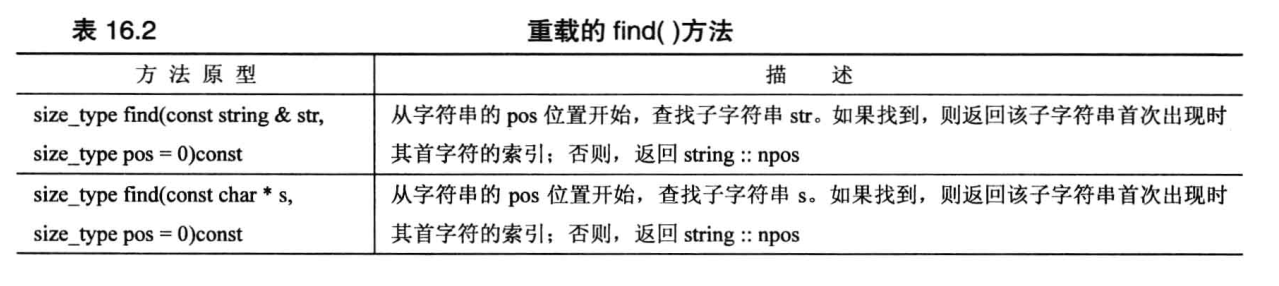 表 16.2 重载的 find( )方法
方 法 原 型 描 述
size_type find(const string & str, 从字符串的 pos 位置开始，查找子字符串 str。如果找到，则返回该子字符串首次出现时
size_type pos = 0)const 其首字符的索引；否则，返回 string :: npos
size_type find(const char * s, 从字符串的 pos 位置开始，查找子字符串 s。如果找到，则返回该子字符串首次出现时
size_type pos = 0)const 其首字符的索引；否则，返回 string :: npos